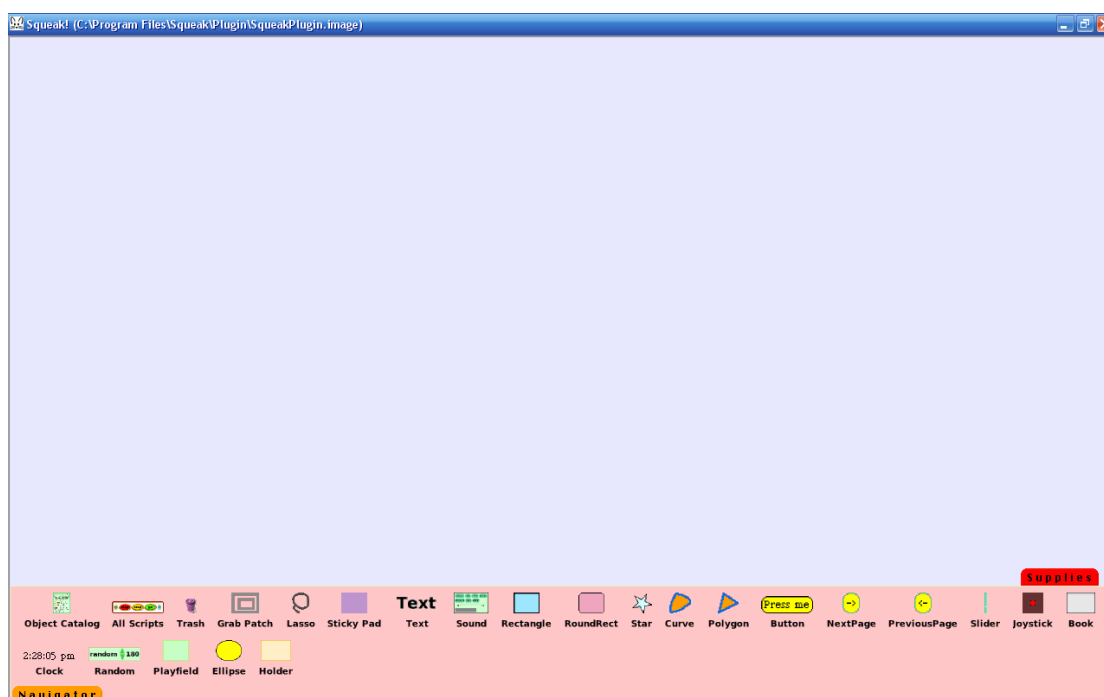 Squeak! (C:\Program Files\Squeak\Plugin\SqueakPlugin.image)
Supplies
Text Press me -> <-
Object Catalog All Scripts Trash Grab Patch Lasso Sticky Pad Text Sound Rectangle RoundRect Star Curve Polygon Button NextPage PreviousPage Slider Joystick Book
2:28:05 pm random 180
Clock Random Playfield Ellipse Holder
Navigator